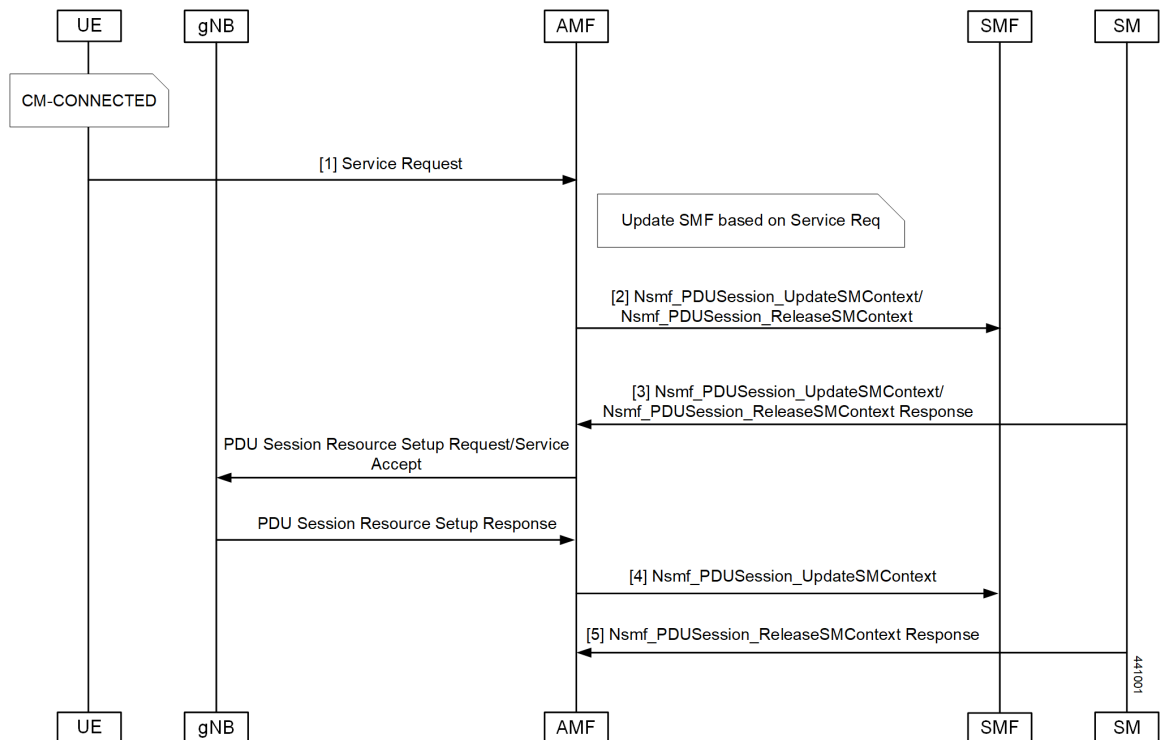 UE
gNB
AMF
SMF
SM
CM-CONNECTED
[1] Service Request
Update SMF based on Service Req
[2] Nsmf_PDUSession_UpdateSMContext/
Nsmf_PDUSession_ReleaseSMContext
[3] Nsmf_PDUSession_UpdateSMContext/
Nsmf_PDUSession_ReleaseSMContext Response
PDU Session Resource Setup Request/Service
Accept
PDU Session Resource Setup Response
[4] Nsmf_PDUSession_UpdateSMContext
[5] Nsmf_PDUSession_ReleaseSMContext Response
441001
UE
gNB
AMF
SMF
SM